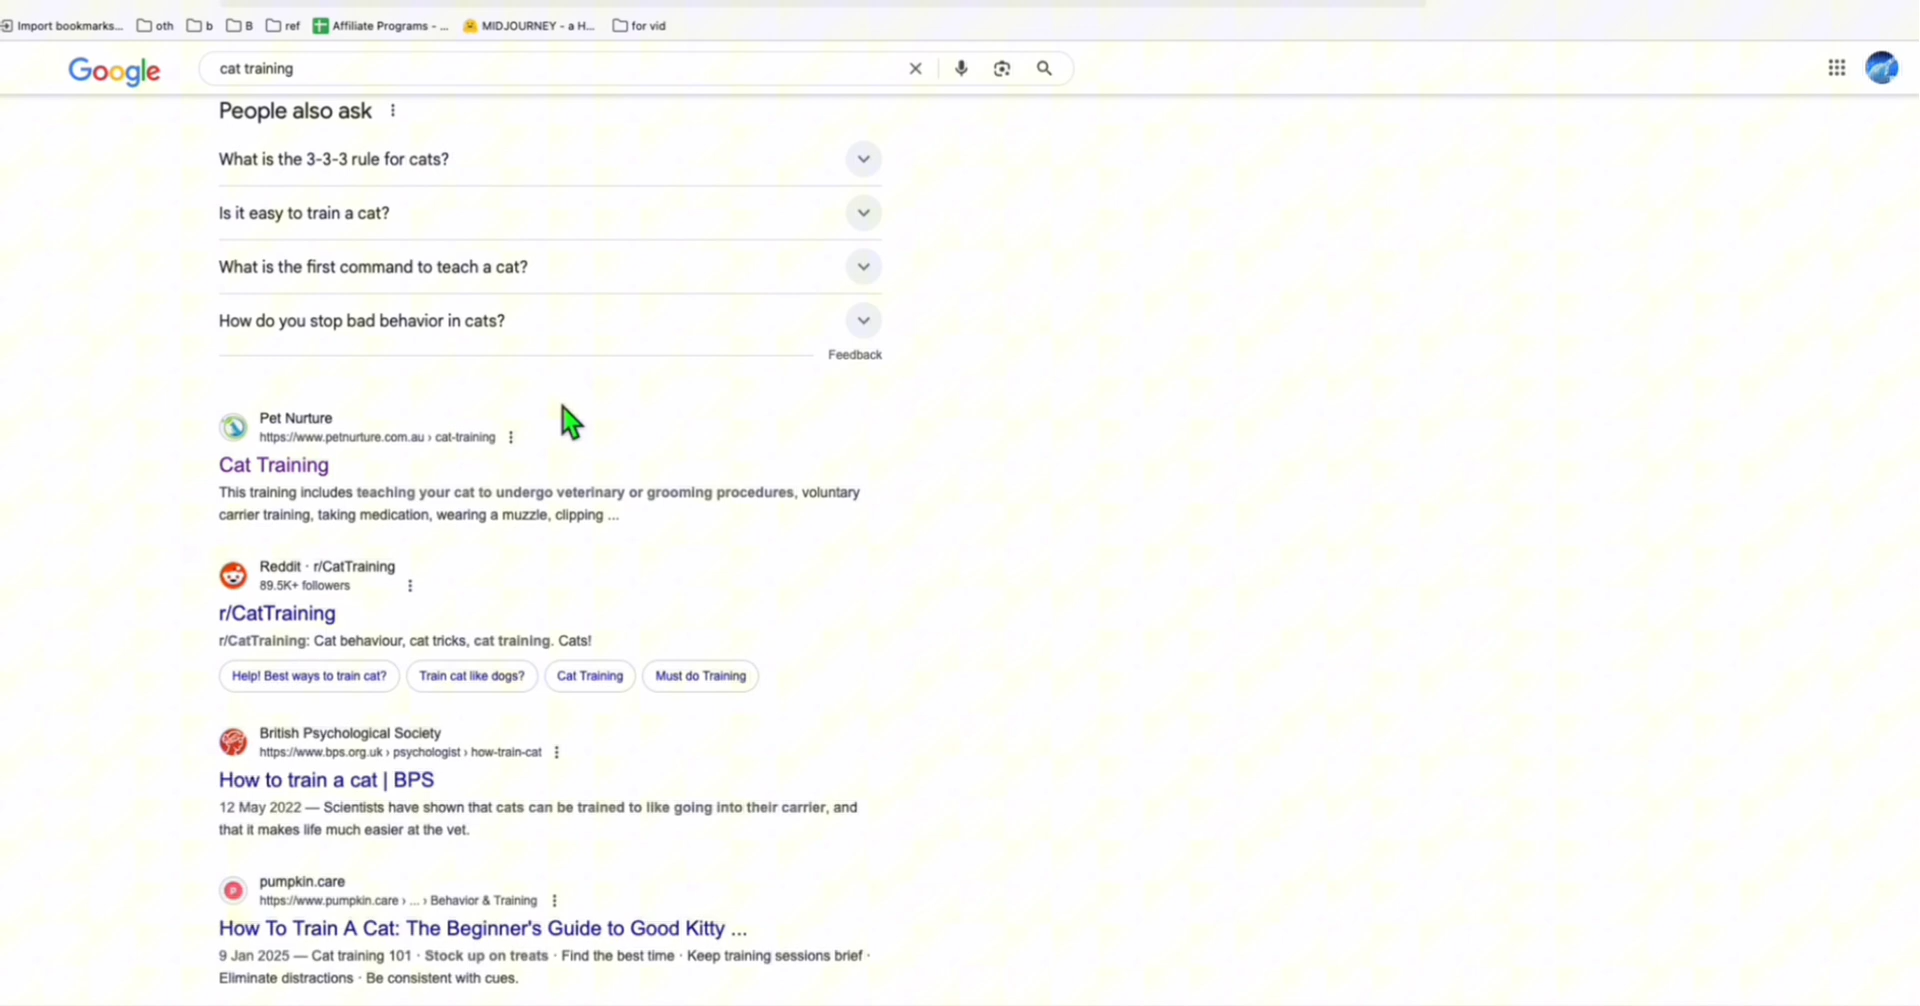 Import bookmarks... oth b B ref Affiliate Programs - ... MIDJOURNEY - a H... for vid
Google cat training
People also ask
What is the 3-3-3 rule for cats?
Is it easy to train a cat?
What is the first command to teach a cat?
How do you stop bad behavior in cats?
Feedback
Pet Nurture
https://www.petnurture.com.au › cat-training
Cat Training
This training includes teaching your cat to undergo veterinary or grooming procedures, voluntary
carrier training, taking medication, wearing a muzzle, clipping ...
Reddit · r/CatTraining
89.5K+ followers
r/CatTraining
r/CatTraining: Cat behaviour, cat tricks, cat training. Cats!
Help! Best ways to train cat? Train cat like dogs? Cat Training Must do Training
British Psychological Society
https://www.bps.org.uk › psychologist › how-train-cat
How to train a cat | BPS
12 May 2022 — Scientists have shown that cats can be trained to like going into their carrier, and
that it makes life much easier at the vet.
pumpkin.care
https://www.pumpkin.care › ... › Behavior & Training
How To Train A Cat: The Beginner's Guide to Good Kitty ...
9 Jan 2025 — Cat training 101 · Stock up on treats · Find the best time · Keep training sessions brief ·
Eliminate distractions · Be consistent with cues.